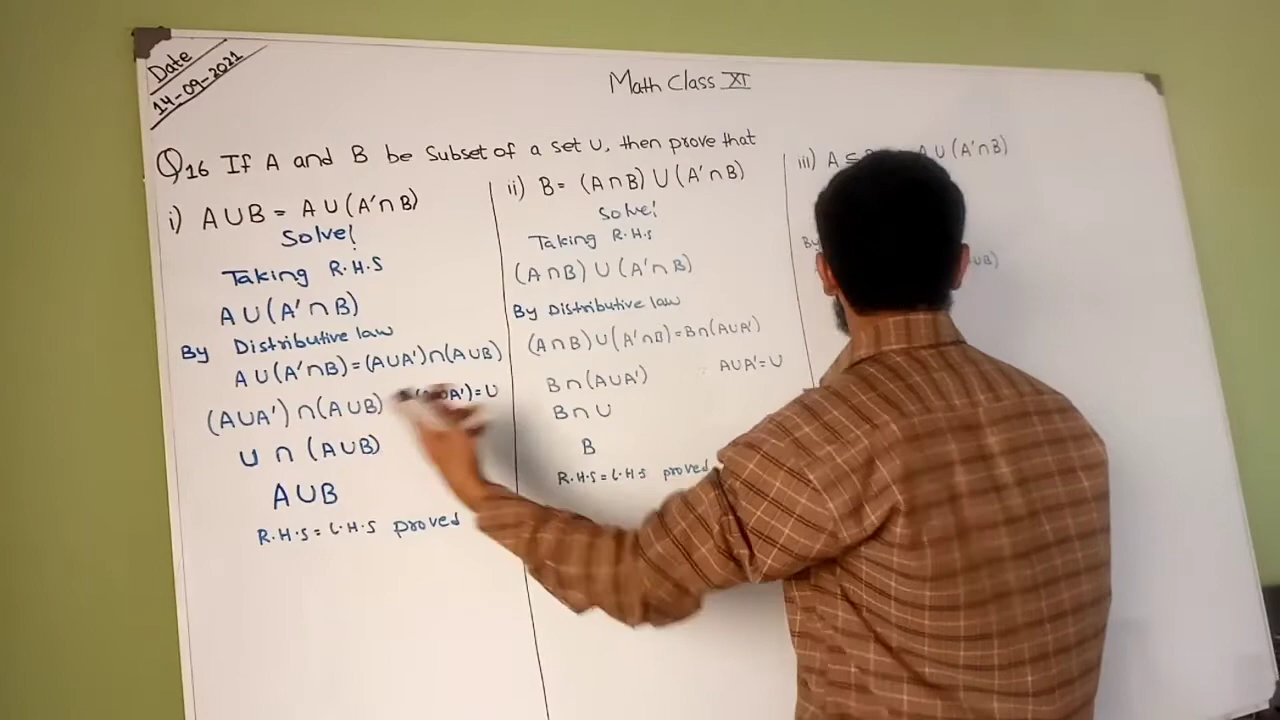 Date
14-09-2021
Math Class XI
Q16 If A and B be Subset of a set U, then prove that
i) A∪B = A∪(A'∩B)
Solve!
Taking R.H.S
A∪(A'∩B)
By Distributive law
A∪(A'∩B)=(A∪A')∩(A∪B)
(A∪A')∩(A∪B) A')=U
U∩(A∪B)
A∪B
R.H.S=L.H.S proved
ii) B= (A∩B)∪(A'∩B)
Solve!
Taking R.H.S
(A∩B)∪(A'∩B)
By Distributive law
(A∩B)∪(A'∩B)=B∩(A∪A')
B∩(A∪A') ∵ A∪A'=U
B∩U
B
R.H.S=L.H.S proved
iii) A⊆ A∪(A'∩B)
By
∪B)